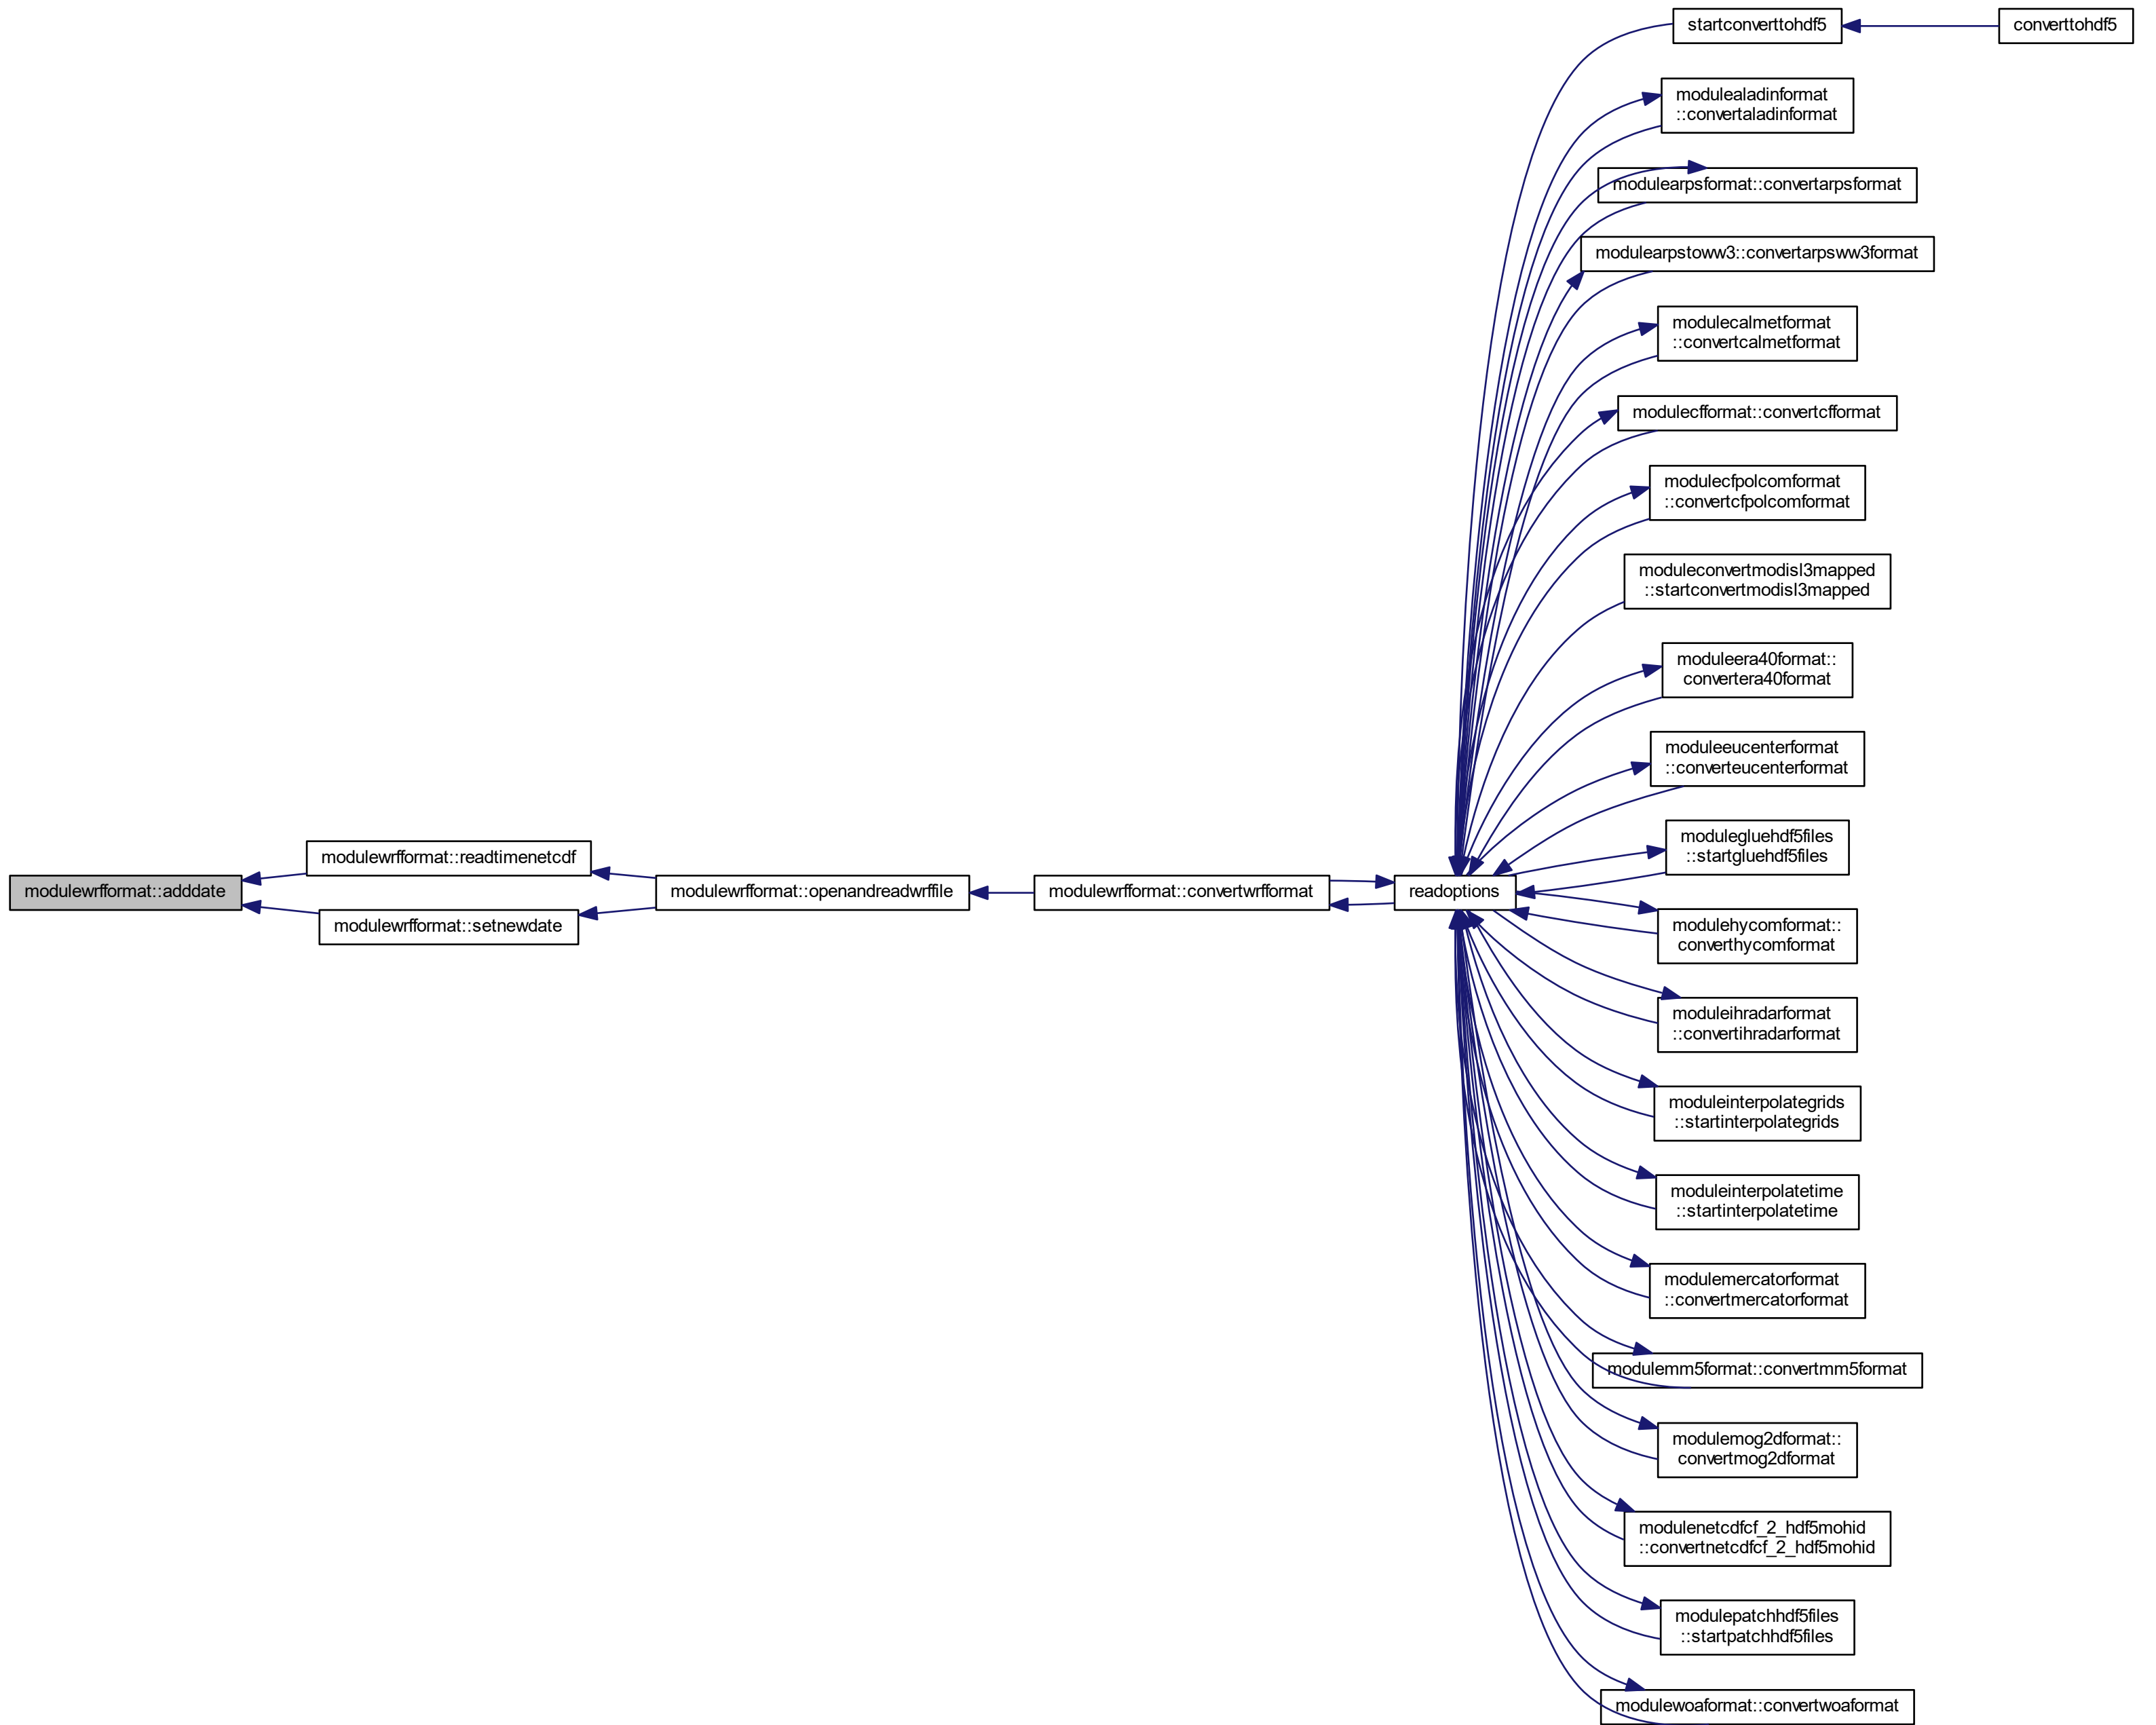 startconverttohdf5
converttohdf5
modulealadinformat
::convertaladinformat
modulearpsformat::convertarpsformat
modulearpstoww3::convertarpsww3format
modulecalmetformat
::convertcalmetformat
modulecfformat::convertcfformat
modulecfpolcomformat
::convertcfpolcomformat
moduleconvertmodisl3mapped
::startconvertmodisl3mapped
moduleera40format::
convertera40format
moduleeucenterformat
::converteucenterformat
modulegluehdf5files
::startgluehdf5files
modulewrfformat::readtimenetcdf
modulewrfformat::adddate
modulewrfformat::setnewdate
modulewrfformat::openandreadwrffile
modulewrfformat::convertwrfformat
readoptions
modulehycomformat::
converthycomformat
moduleihradarformat
::convertihradarformat
moduleinterpolategrids
::startinterpolategrids
moduleinterpolatetime
::startinterpolatetime
modulemercatorformat
::convertmercatorformat
modulemm5format::convertmm5format
modulemog2dformat::
convertmog2dformat
modulenetcdfcf_2_hdf5mohid
::convertnetcdfcf_2_hdf5mohid
modulepatchhdf5files
::startpatchhdf5files
modulewoaformat::convertwoaformat